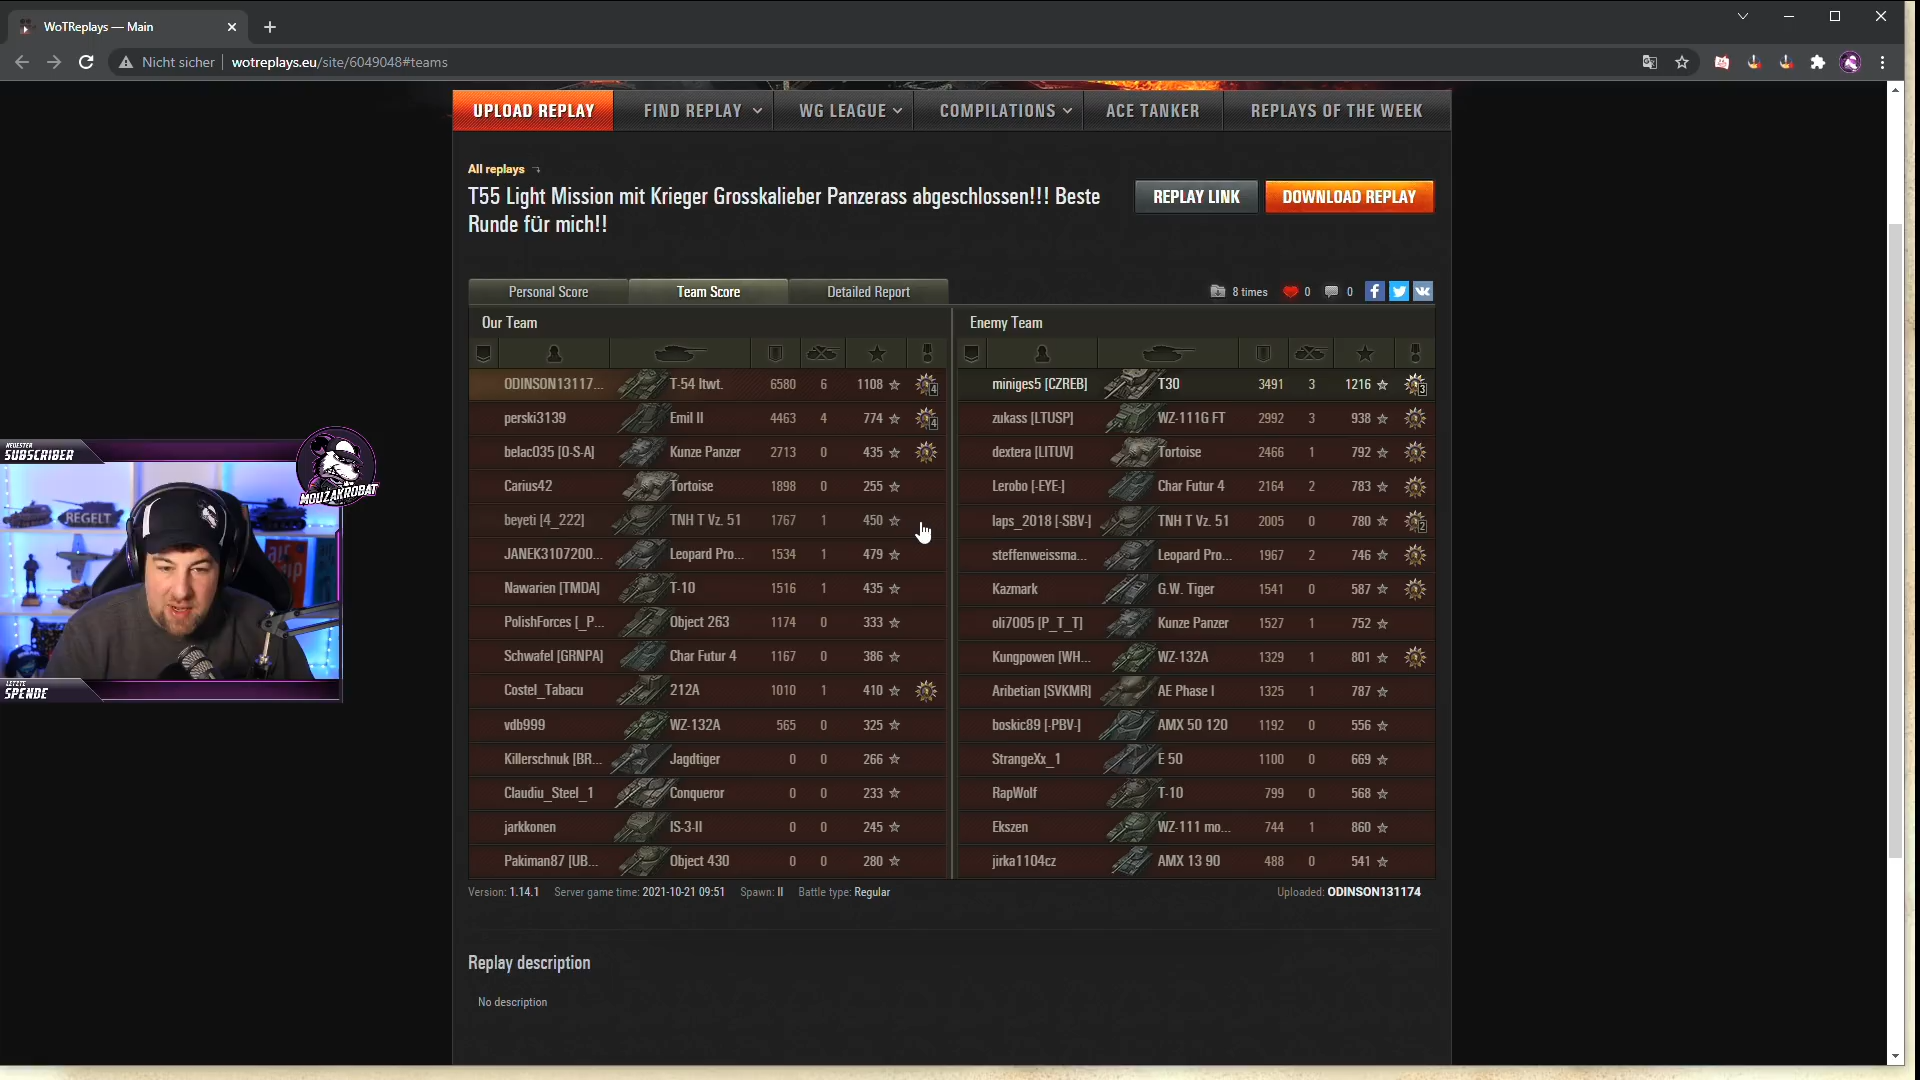 WoTReplays — Main
Nicht sicher
wotreplays.eu/site/6049048#teams
UPLOAD REPLAY
FIND REPLAY
WG LEAGUE
COMPILATIONS
ACE TANKER
REPLAYS OF THE WEEK
All replays
T55 Light Mission mit Krieger Grosskalieber Panzerass abgeschlossen!!! Beste
Runde für mich!!
REPLAY LINK
DOWNLOAD REPLAY
Personal Score
Team Score
Detailed Report
8 times
0
0
Our Team
ODINSON13117... T-54 ltwt. 6580 6 1108 4
perski3139 Emil II 4463 4 774 4
belac035 [O-S-A] Kunze Panzer 2713 0 435
Carius42 Tortoise 1898 0 255
beyeti [4_222] TNH T Vz. 51 1767 1 450
JANEK3107200... Leopard Pro... 1534 1 479
Nawarien [TMDA] T-10 1516 1 435
PolishForces [_P... Object 263 1174 0 333
Schwafel [GRNPA] Char Futur 4 1167 0 386
Costel_Tabacu 212A 1010 1 410
vdb999 WZ-132A 565 0 325
Killerschnuk [BR... Jagdtiger 0 0 266
Claudiu_Steel_1 Conqueror 0 0 233
jarkkonen IS-3-II 0 0 245
Pakiman87 [UB... Object 430 0 0 280
Enemy Team
miniges5 [CZREB] T30 3491 3 1216 3
zukass [LTUSP] WZ-111G FT 2992 3 938
dextera [LITUV] Tortoise 2466 1 792
Lerobo [-EYE-] Char Futur 4 2164 2 783
laps_2018 [-SBV-] TNH T Vz. 51 2005 0 780 2
steffenweissma... Leopard Pro... 1967 2 746
Kazmark G.W. Tiger 1541 0 587
oli7005 [P_T_T] Kunze Panzer 1527 1 752
Kungpowen [WH... WZ-132A 1329 1 801
Aribetian [SVKMR] AE Phase I 1325 1 787
boskic89 [-PBV-] AMX 50 120 1192 0 556
StrangeXx_1 E 50 1100 0 669
RapWolf T-10 799 0 568
Ekszen WZ-111 mo... 744 1 860
jirka1104cz AMX 13 90 488 0 541
Version: 1.14.1 Server game time: 2021-10-21 09:51 Spawn: II Battle type: Regular
Uploaded: ODINSON131174
Replay description
No description
NEUESTER
SUBSCRIBER
MOUZAKROBAT
REGELT
LETZTE
SPENDE